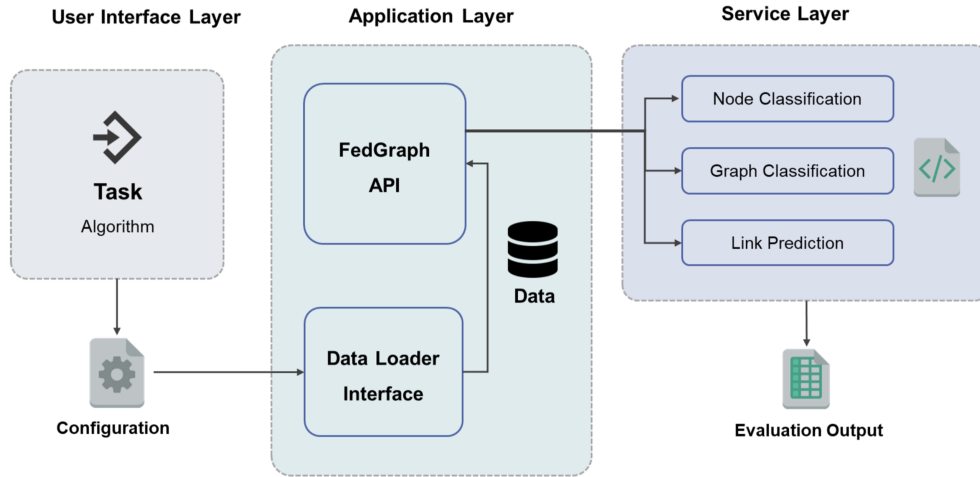 User Interface Layer
Application Layer
Service Layer
Task
Algorithm
Configuration
FedGraph
API
Data
Data Loader
Interface
Node Classification
Graph Classification
Link Prediction
</>
Evaluation Output